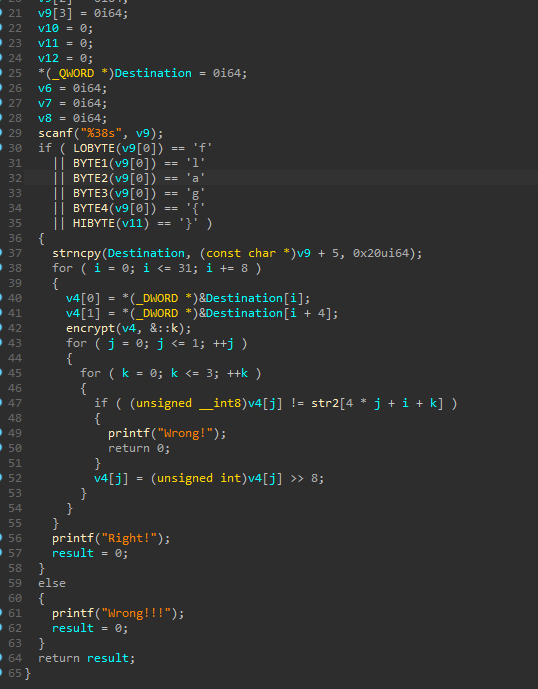 21 v9[3] = 0i64;
22 v10 = 0;
23 v11 = 0;
24 v12 = 0;
25 *(_QWORD *)Destination = 0i64;
26 v6 = 0i64;
27 v7 = 0i64;
28 v8 = 0i64;
29 scanf("%38s", v9);
30 if ( LOBYTE(v9[0]) == 'f'
31 || BYTE1(v9[0]) == 'l'
32 || BYTE2(v9[0]) == 'a'
33 || BYTE3(v9[0]) == 'g'
34 || BYTE4(v9[0]) == '{'
35 || HIBYTE(v11) == '}' )
36 {
37 strncpy(Destination, (const char *)v9 + 5, 0x20ui64);
38 for ( i = 0; i <= 31; i += 8 )
39 {
40 v4[0] = *(_DWORD *)&Destination[i];
41 v4[1] = *(_DWORD *)&Destination[i + 4];
42 encrypt(v4, &::k);
43 for ( j = 0; j <= 1; ++j )
44 {
45 for ( k = 0; k <= 3; ++k )
46 {
47 if ( (unsigned __int8)v4[j] != str2[4 * j + i + k] )
48 {
49 printf("Wrong!");
50 return 0;
51 }
52 v4[j] = (unsigned int)v4[j] >> 8;
53 }
54 }
55 }
56 printf("Right!");
57 result = 0;
58 }
59 else
60 {
61 printf("Wrong!!!");
62 result = 0;
63 }
64 return result;
65 }